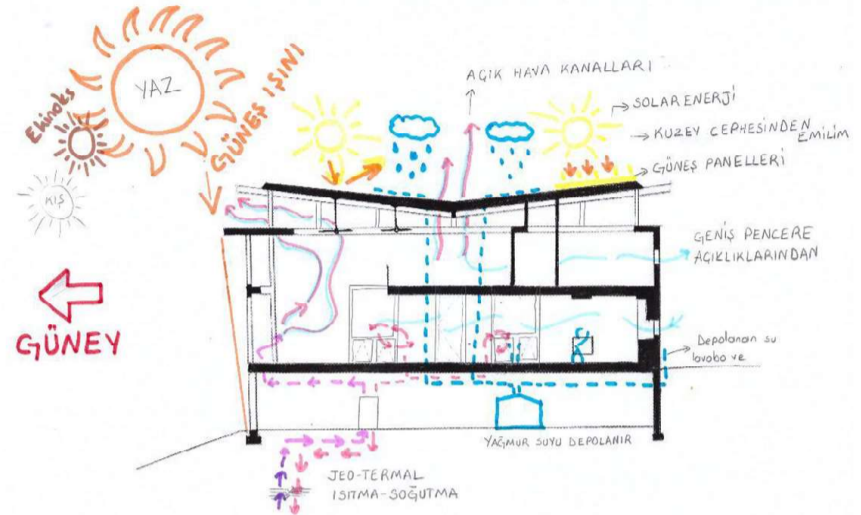 YAZ
Ekinoks
KIŞ
GÜNEŞ IŞINI
GÜNEY
AÇIK HAVA KANALLARI
SOLAR ENERJİ
KUZEY CEPHESİNDEN
EMİLİM
GÜNEŞ PANELLERİ
GENİŞ PENCERE
AÇIKLIKLARINDAN
Depolanan su
lavabo ve
YAĞMUR SUYU DEPOLANIR
JEO-TERMAL
ISITMA-SOĞUTMA